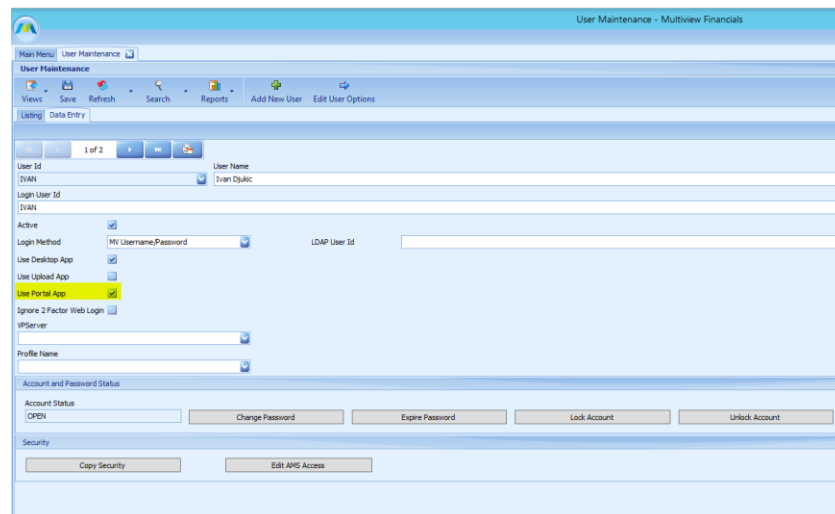 User Maintenance - Multiview Financials
Main Menu User Maintenance
User Maintenance
Views Save Refresh Search Reports Add New User Edit User Options
Listing Data Entry
1 of 2
User Id User Name
IVAN Ivan Djukic
Login User Id
IVAN
Active
Login Method MV Username/Password LDAP User Id
Use Desktop App
Use Upload App
Use Portal App
Ignore 2 Factor Web Login
VPServer
Profile Name
Account and Password Status
Account Status
OPEN Change Password Expire Password Lock Account Unlock Account
Security
Copy Security Edit AMS Access